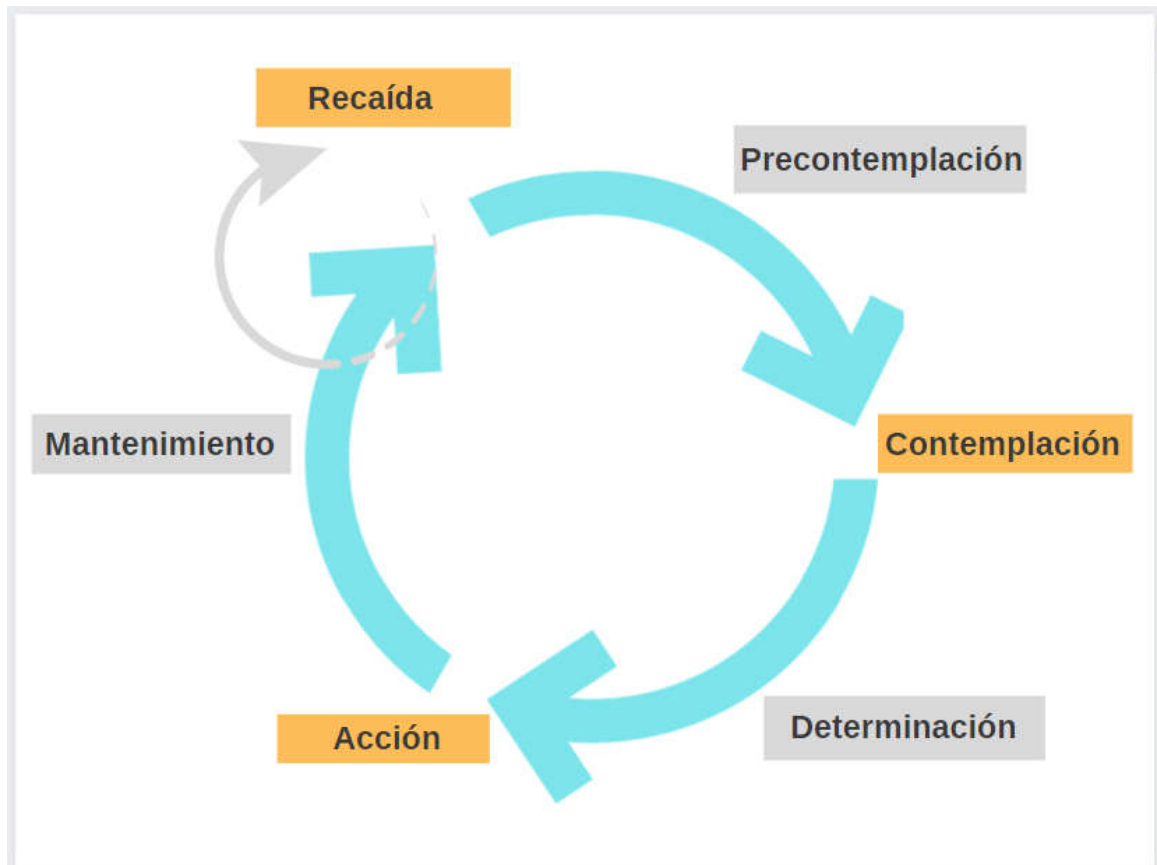 Recaída
Precontemplación
Contemplación
Determinación
Acción
Mantenimiento